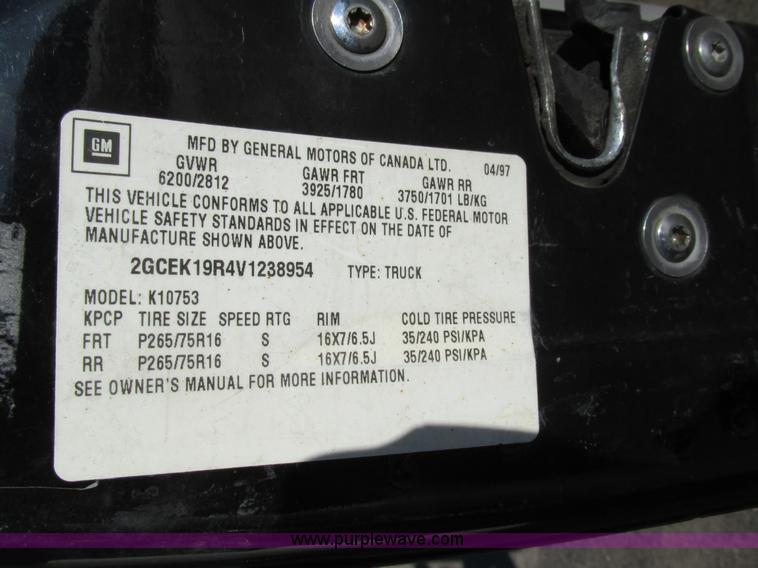 GM
MFD BY GENERAL MOTORS OF CANADA LTD. 04/97
GVWR GAWR FRT GAWR RR
6200/2812 3925/1780 3750/1701 LB/KG
THIS VEHICLE CONFORMS TO ALL APPLICABLE U.S. FEDERAL MOTOR
VEHICLE SAFETY STANDARDS IN EFFECT ON THE DATE OF
MANUFACTURE SHOWN ABOVE.
2GCEK19R4V1238954 TYPE: TRUCK
MODEL: K10753
KPCP TIRE SIZE SPEED RTG RIM COLD TIRE PRESSURE
FRT P265/75R16 S 16X7/6.5J 35/240 PSI/KPA
RR P265/75R16 S 16X7/6.5J 35/240 PSI/KPA
SEE OWNER'S MANUAL FOR MORE INFORMATION.
www.purplewave.com